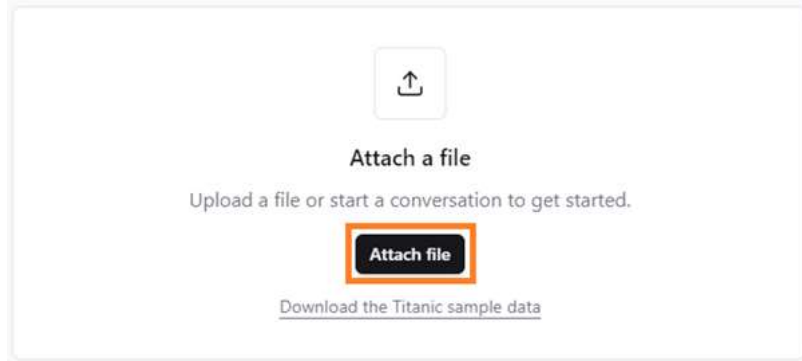 Attach a file
Upload a file or start a conversation to get started.
Attach file
Download the Titanic sample data